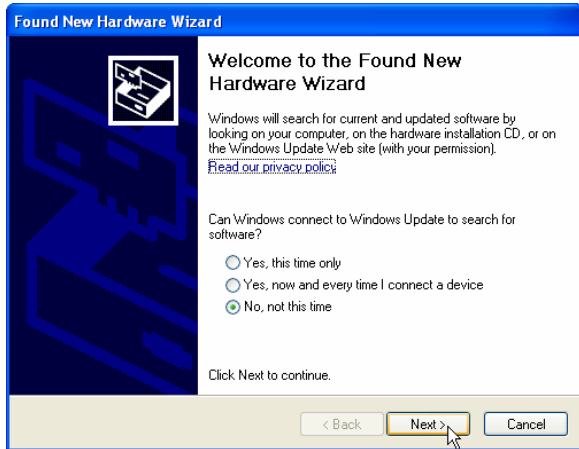 Found New Hardware Wizard
Welcome to the Found New
Hardware Wizard
Windows will search for current and updated software by
looking on your computer, on the hardware installation CD, or on
the Windows Update Web site (with your permission).
Read our privacy policy
Can Windows connect to Windows Update to search for
software?
Yes, this time only
Yes, now and every time I connect a device
No, not this time
Click Next to continue.
< Back Next > Cancel